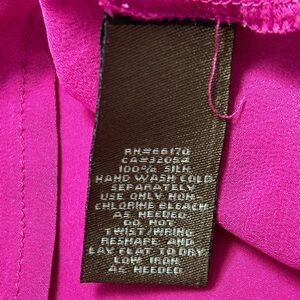 RN#66170
CA#32054
100% SILK
HAND WASH COLD
SEPARATELY
USE ONLY NON
CHLORINE BLEACH
AS NEEDED
DO NOT
TWIST/WRING
RESHAPE AND
LAY FLAT TO DRY
LOW IRON
AS NEEDED